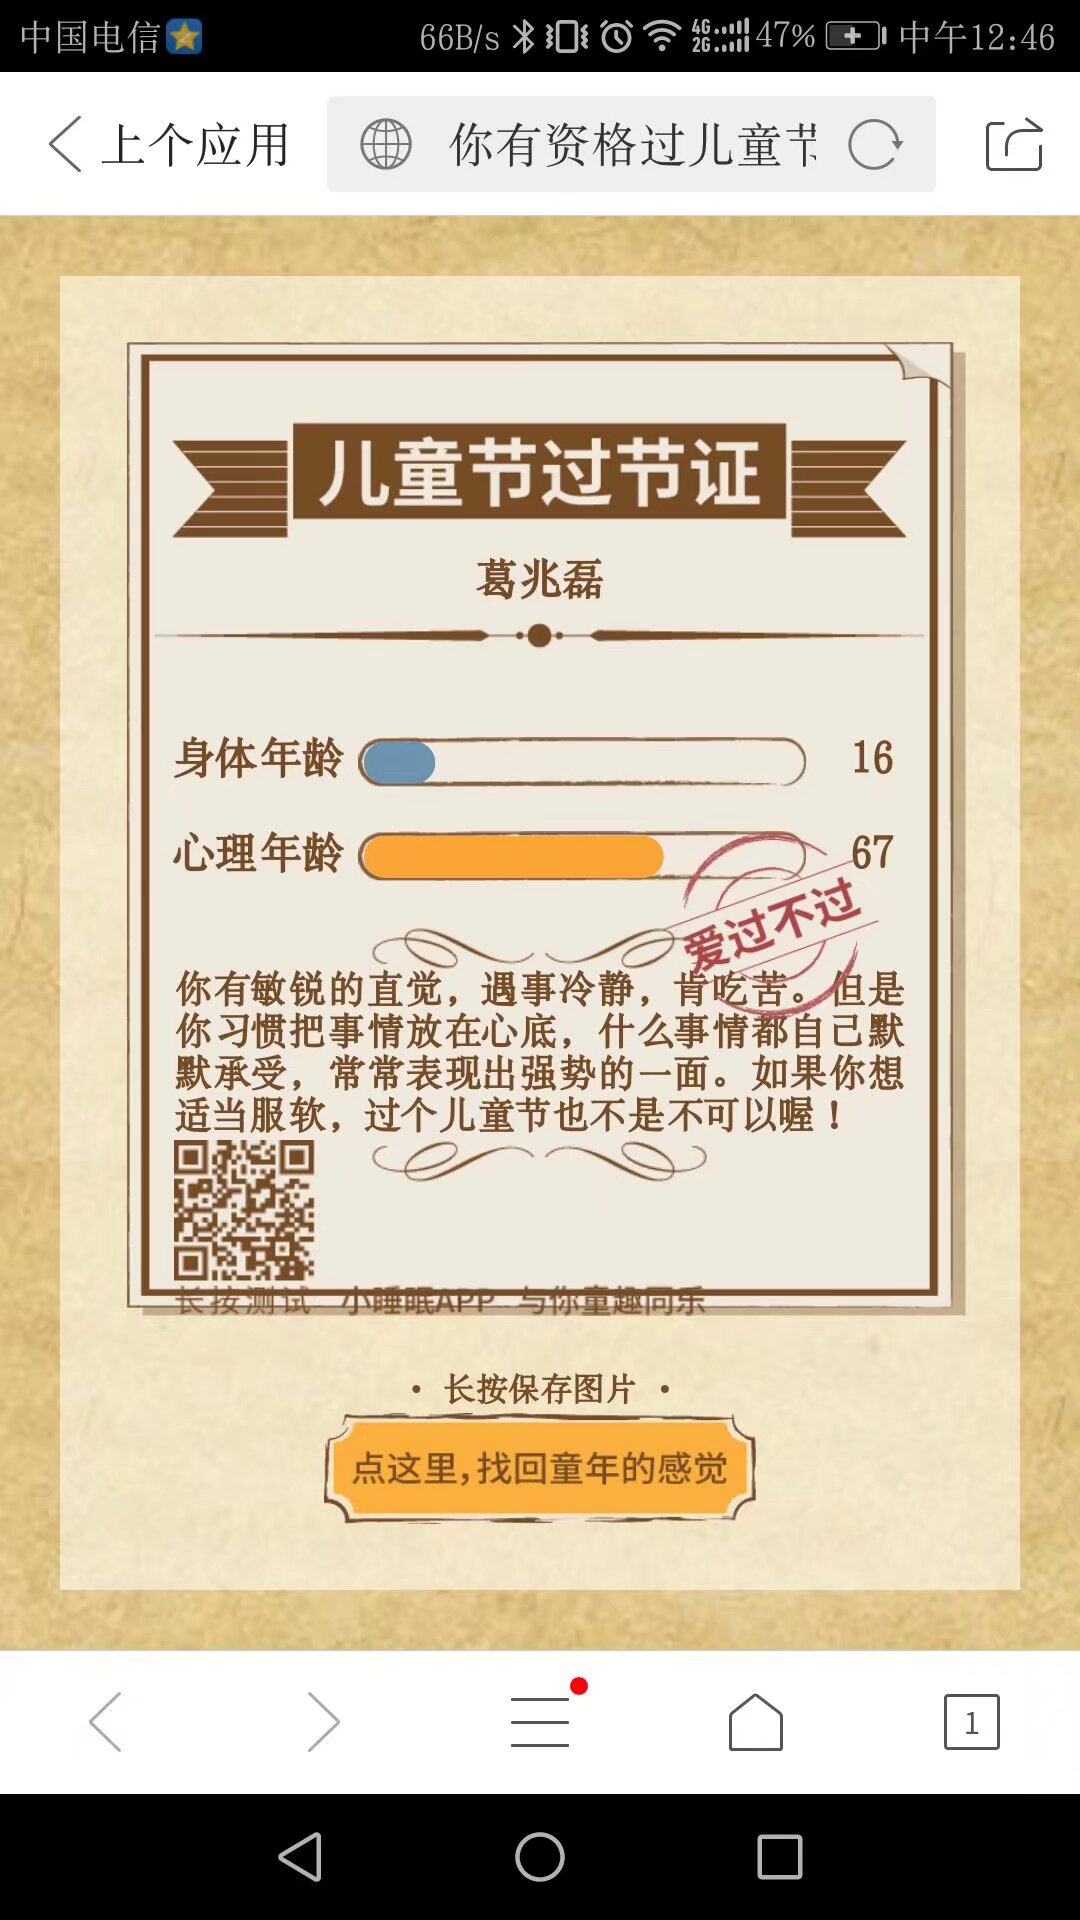 中国电信
66B/s 4G 2G 47% 中午12:46
上个应用 你有资格过儿童节
儿童节过节证
葛兆磊
身体年龄 16
心理年龄 67
爱过不过
你有敏锐的直觉，遇事冷静，肯吃苦。但是
你习惯把事情放在心底，什么事情都自己默
默承受，常常表现出强势的一面。如果你想
适当服软，过个儿童节也不是不可以喔！
长按测试 小睡眠APP 与你童趣同乐
· 长按保存图片 ·
点这里，找回童年的感觉
1